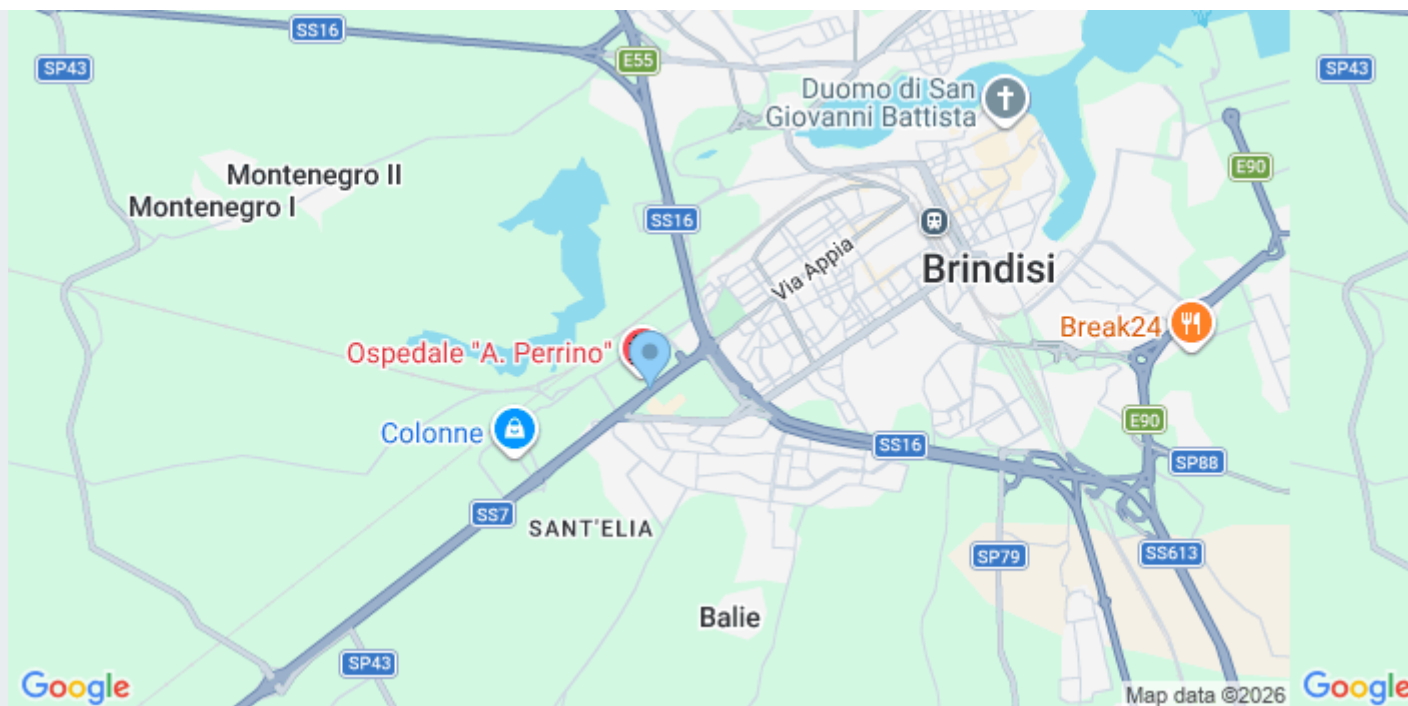 SS16
SP43
E55
SP43
Duomo di San
Giovanni Battista
E90
Montenegro II
Montenegro I
SS16
Via Appia
Brindisi
Break24
Ospedale "A. Perrino"
Colonne
E90
SS16
SP88
SS7
SANT'ELIA
SP79
SS613
Balie
SP43
Google
Map data ©2026
Google